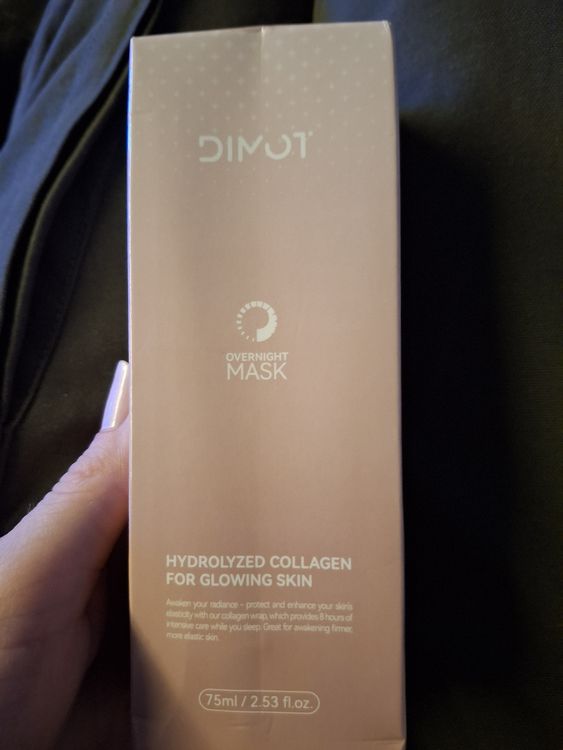 DIMOT
OVERNIGHT
MASK
HYDROLYZED COLLAGEN
FOR GLOWING SKIN
Awaken your radiance – protect and enhance your skin's
elasticity with our collagen wrap, which provides 8 hours of
intensive care while you sleep. Great for awakening firmer,
more elastic skin.
75ml / 2.53 fl.oz.